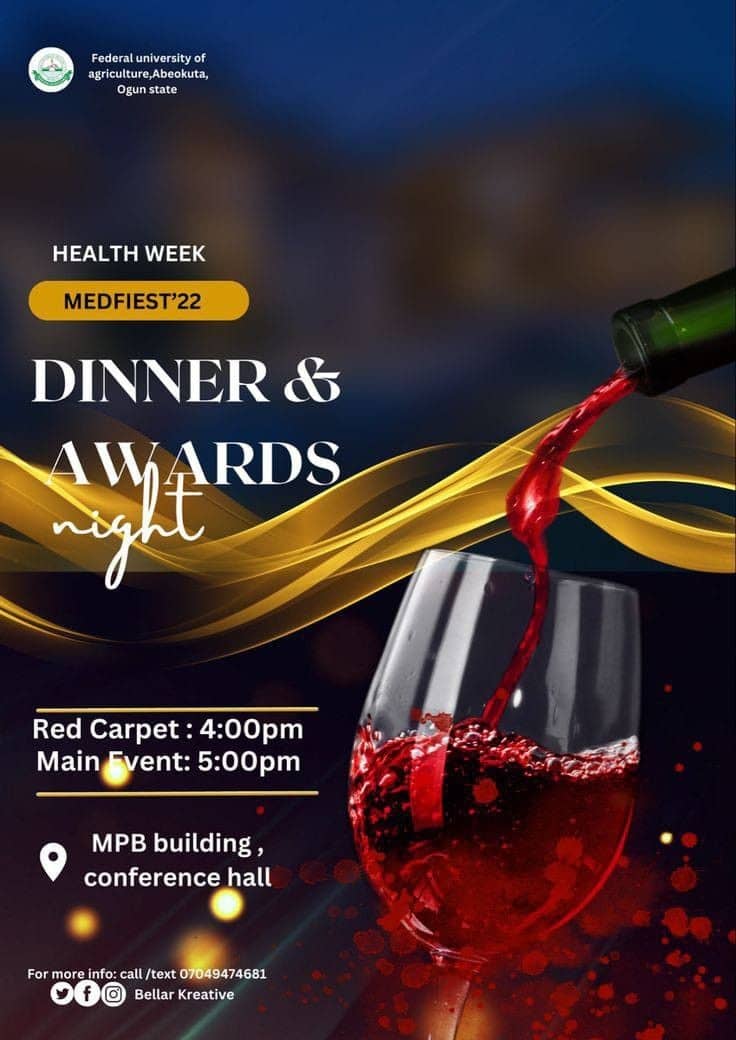 Federal university of
agriculture,Abeokuta,
Ogun state
HEALTH WEEK
MEDFIEST’22
DINNER &
AWARDS
night
Red Carpet : 4:00pm
Main Event: 5:00pm
MPB building ,
conference hall
For more info: call /text 07049474681
Bellar Kreative